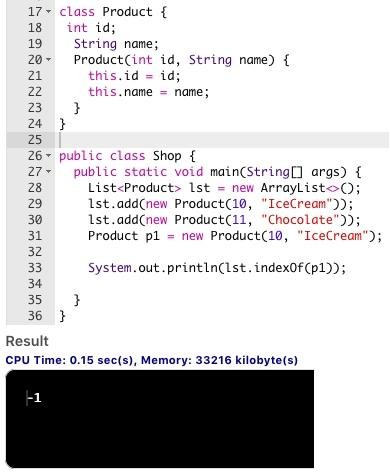 17 class Product {
18 int id;
19 String name;
20 Product(int id, String name) {
21 this.id = id;
22 this.name = name;
23 }
24 }
25
26 public class Shop {
27 public static void main(String[] args) {
28 List<Product> lst = new ArrayList<>();
29 lst.add(new Product(10, "IceCream"));
30 lst.add(new Product(11, "Chocolate"));
31 Product p1 = new Product(10, "IceCream");
32
33 System.out.println(lst.indexOf(p1));
34
35 }
36 }
Result
CPU Time: 0.15 sec(s), Memory: 33216 kilobyte(s)
-1